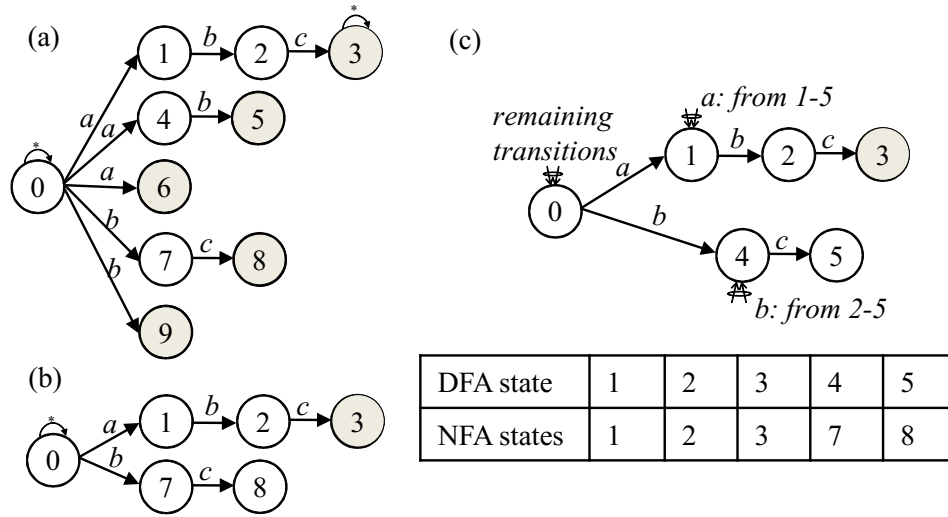 (a)
*
0
a
1
b
2
c
3
*
a
4
b
5
a
6
b
7
c
8
b
9
(b)
*
0
a
1
b
2
c
3
b
7
c
8
(c)
remaining
transitions
a: from 1-5
0
a
1
b
2
c
3
b
4
c
5
b: from 2-5
DFA state 1 2 3 4 5
NFA states 1 2 3 7 8